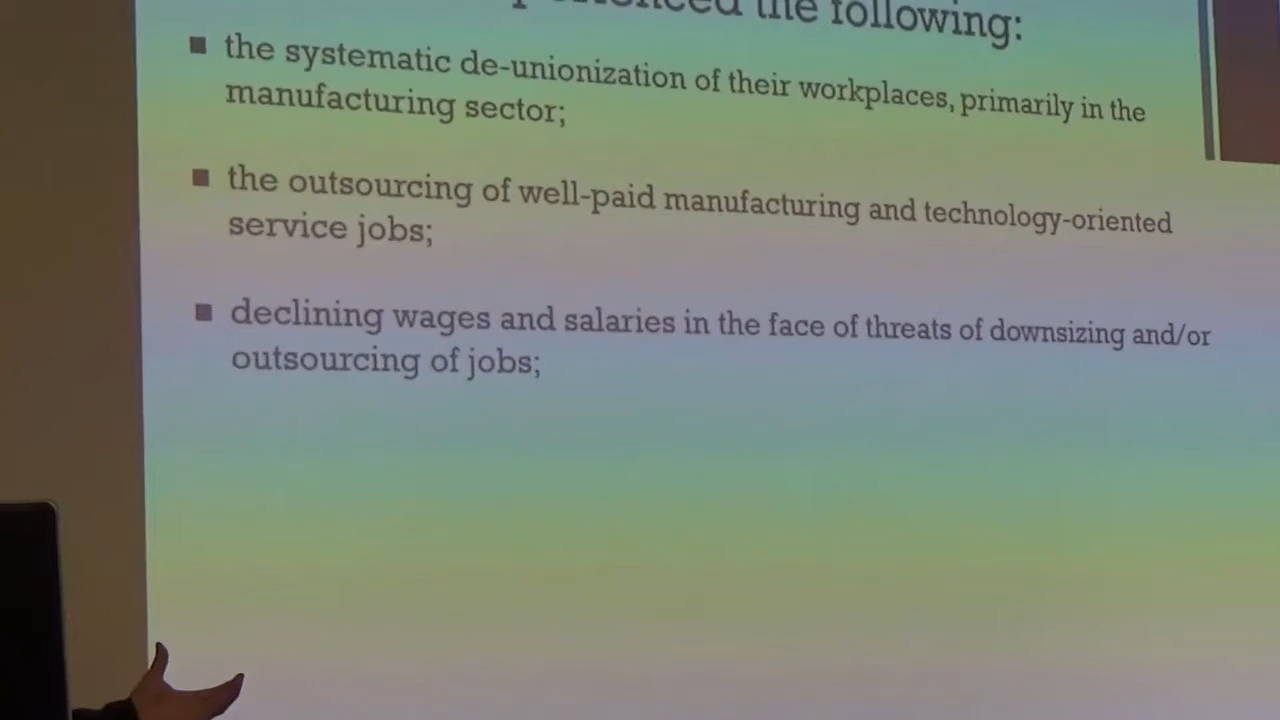 the following:
■ the systematic de-unionization of their workplaces, primarily in the
manufacturing sector;
■ the outsourcing of well-paid manufacturing and technology-oriented
service jobs;
■ declining wages and salaries in the face of threats of downsizing and/or
outsourcing of jobs;